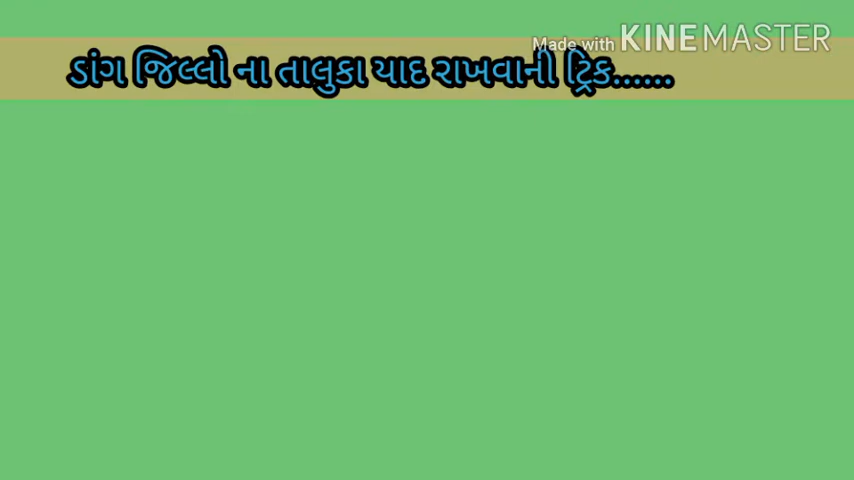 Made with KINEMASTER
ડાંગ જિલ્લો ના તાલુકા યાદ રાખવાની ટ્રિક......